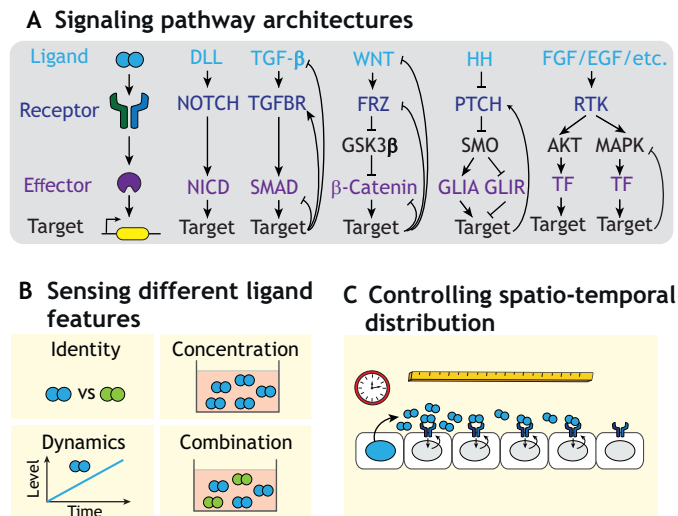 A Signaling pathway architectures
Ligand DLL TGF-β WNT HH FGF/EGF/etc.
Receptor NOTCH TGFBR FRZ PTCH RTK
GSK3β SMO AKT MAPK
Effector NICD SMAD β-Catenin GLIA GLIR TF TF
Target Target Target Target Target Target Target
B Sensing different ligand
features
Identity
vs
Concentration
Dynamics
Level
Time
Combination
C Controlling spatio-temporal
distribution